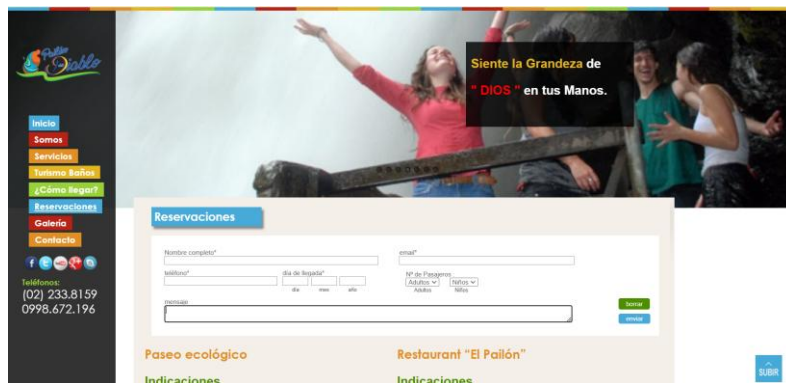 Pailón
del
Diablo
Siente la Grandeza de
" DIOS " en tus Manos.
Inicio
Somos
Servicios
Turismo Baños
¿Cómo llegar?
Reservaciones
Galería
Contacto
Teléfonos:
(02) 233.8159
0998.672.196
Reservaciones
Nombre completo*
email*
teléfono*
día de llegada*
Nº de Pasajeros
Adultos
Niños
día
mes
año
Adultos
Niños
mensaje
borrar
enviar
Paseo ecológico
Restaurant "El Pailón"
Indicaciones
Indicaciones
SUBIR